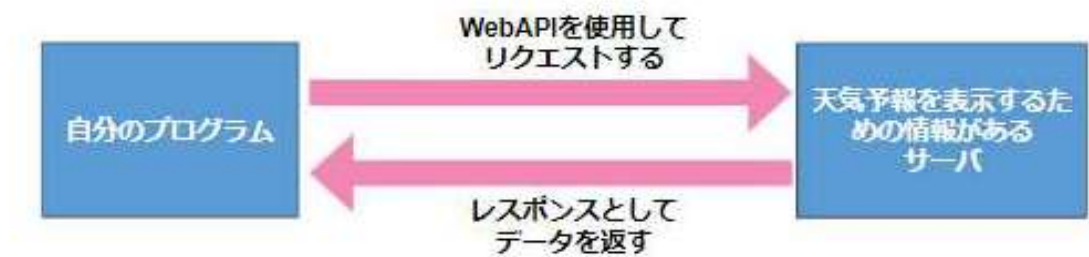 WebAPIを使用して
リクエストする
自分のプログラム
天気予報を表示するた
めの情報がある
サーバ
レスポンスとして
データを返す